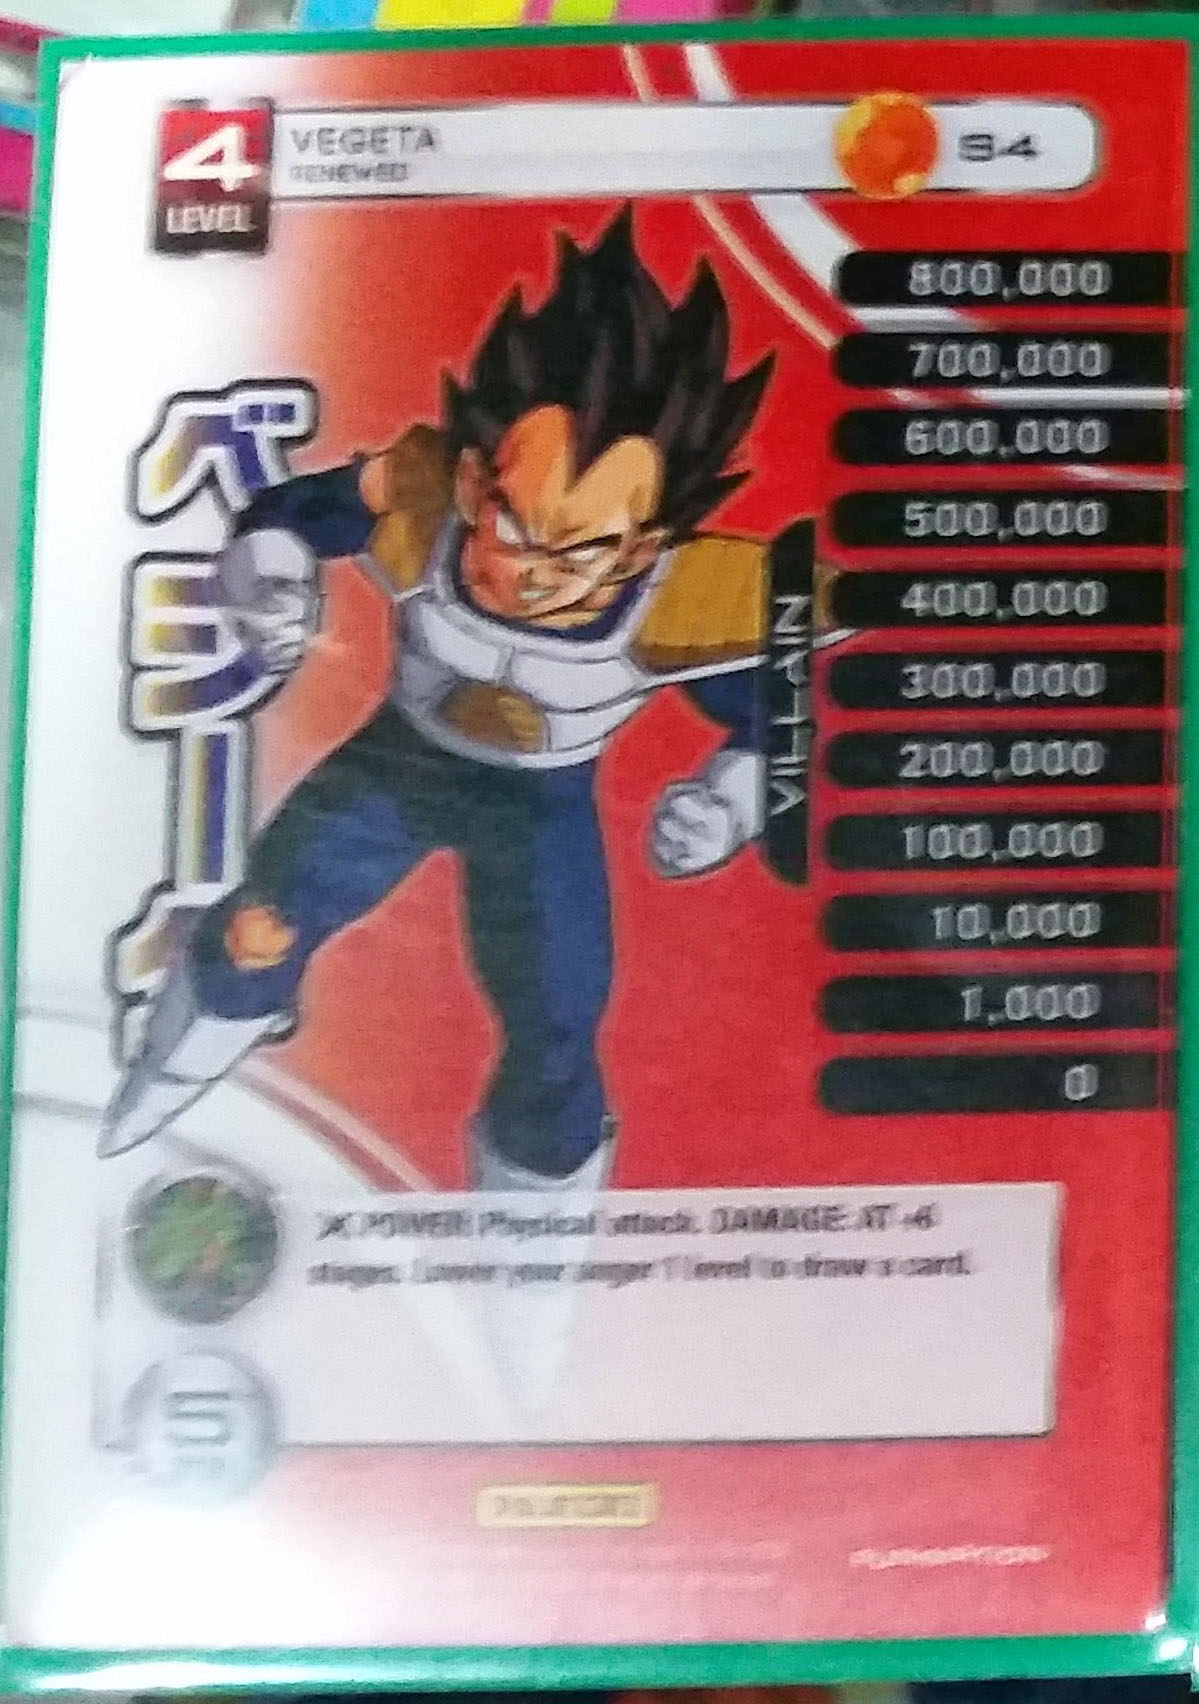 4
LEVEL
VEGETA
RENEWED
S4
800,000
700,000
600,000
500,000
400,000
300,000
200,000
100,000
10,000
1,000
0
VILLAIN
ベジータ
POWER: Physical attack. DAMAGE: AT +6
stages. Lower your anger 1 level to draw a card.
5